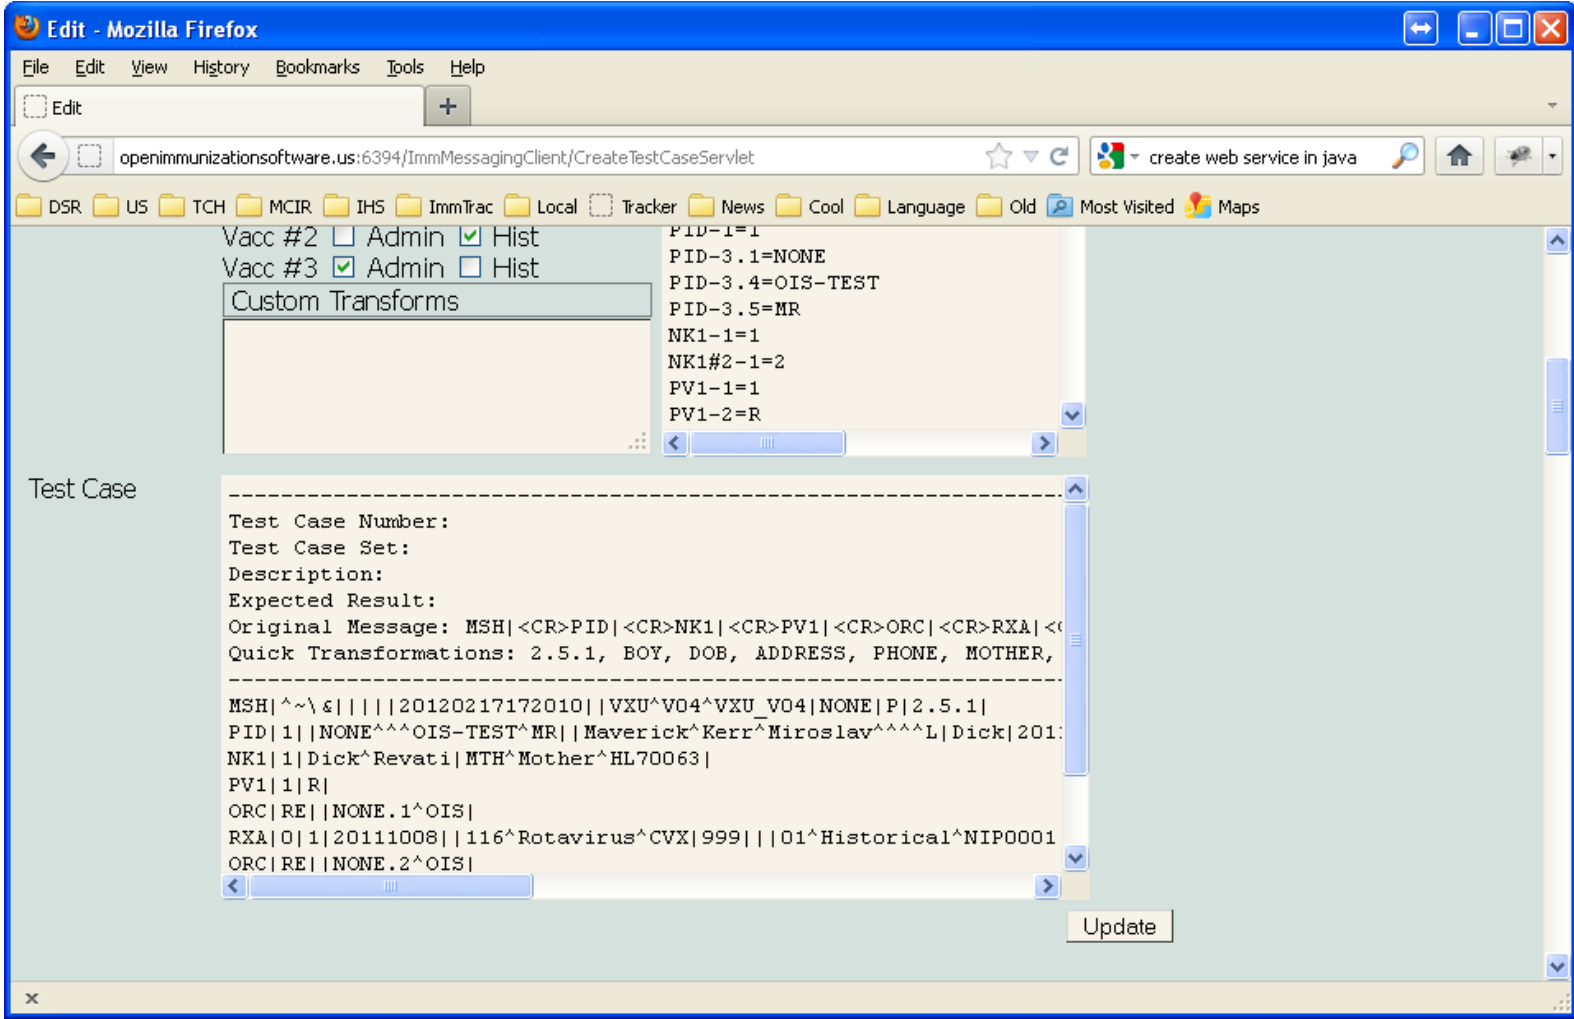 Edit - Mozilla Firefox
File Edit View History Bookmarks Tools Help
Edit
openimmunizationsoftware.us:6394/ImmMessagingClient/CreateTestCaseServlet
create web service in java
DSR US TCH MCIR IHS ImmTrac Local Tracker News Cool Language Old Most Visited Maps
Vacc #2 Admin Hist
Vacc #3 Admin Hist
Custom Transforms
PID-1=1
PID-3.1=NONE
PID-3.4=OIS-TEST
PID-3.5=MR
NK1-1=1
NK1#2-1=2
PV1-1=1
PV1-2=R
Test Case
--------------------------------------------------------------------------------
Test Case Number:
Test Case Set:
Description:
Expected Result:
Original Message: MSH|<CR>PID|<CR>NK1|<CR>PV1|<CR>ORC|<CR>RXA|<
Quick Transformations: 2.5.1, BOY, DOB, ADDRESS, PHONE, MOTHER,
--------------------------------------------------------------------------------
MSH|^~\&|||||20120217172010||VXU^V04^VXU_V04|NONE|P|2.5.1|
PID|1||NONE^^^OIS-TEST^MR||Maverick^Kerr^Miroslav^^^^L|Dick|201
NK1|1|Dick^Revati|MTH^Mother^HL70063|
PV1|1|R|
ORC|RE||NONE.1^OIS|
RXA|0|1|20111008||116^Rotavirus^CVX|999|||01^Historical^NIP0001
ORC|RE||NONE.2^OIS|
Update